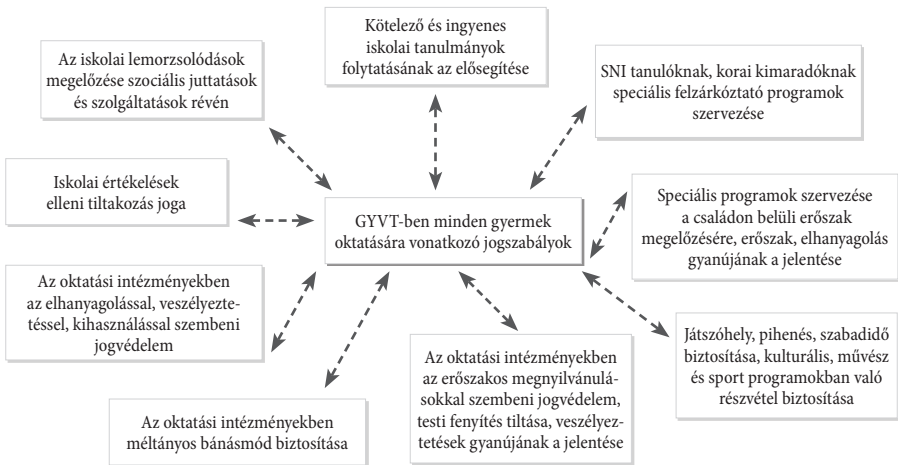 Kötelező és ingyenes
iskolai tanulmányok
folytatásának az elősegítése
Az iskolai lemorzsolódások
megelőzése szociális juttatások
és szolgáltatások révén
SNI tanulóknak, korai kimaradóknak
speciális felzárkóztató programok
szervezése
Iskolai értékelések
elleni tiltakozás joga
GYVT-ben minden gyermek
oktatására vonatkozó jogszabályok
Speciális programok szervezése
a családon belüli erőszak
megelőzésére, erőszak, elhanyagolás
gyanújának a jelentése
Az oktatási intézményekben
az elhanyagolással, veszélyezte-
téssel, kihasználással szembeni
jogvédelem
Játszóhely, pihenés, szabadidő
biztosítása, kulturális, művész
és sport programokban való
részvétel biztosítása
Az oktatási intézményekben
az erőszakos megnyilvánulá-
sokkal szembeni jogvédelem,
testi fenyítés tiltása, veszélyez-
tetések gyanújának a jelentése
Az oktatási intézményekben
méltányos bánásmód biztosítása